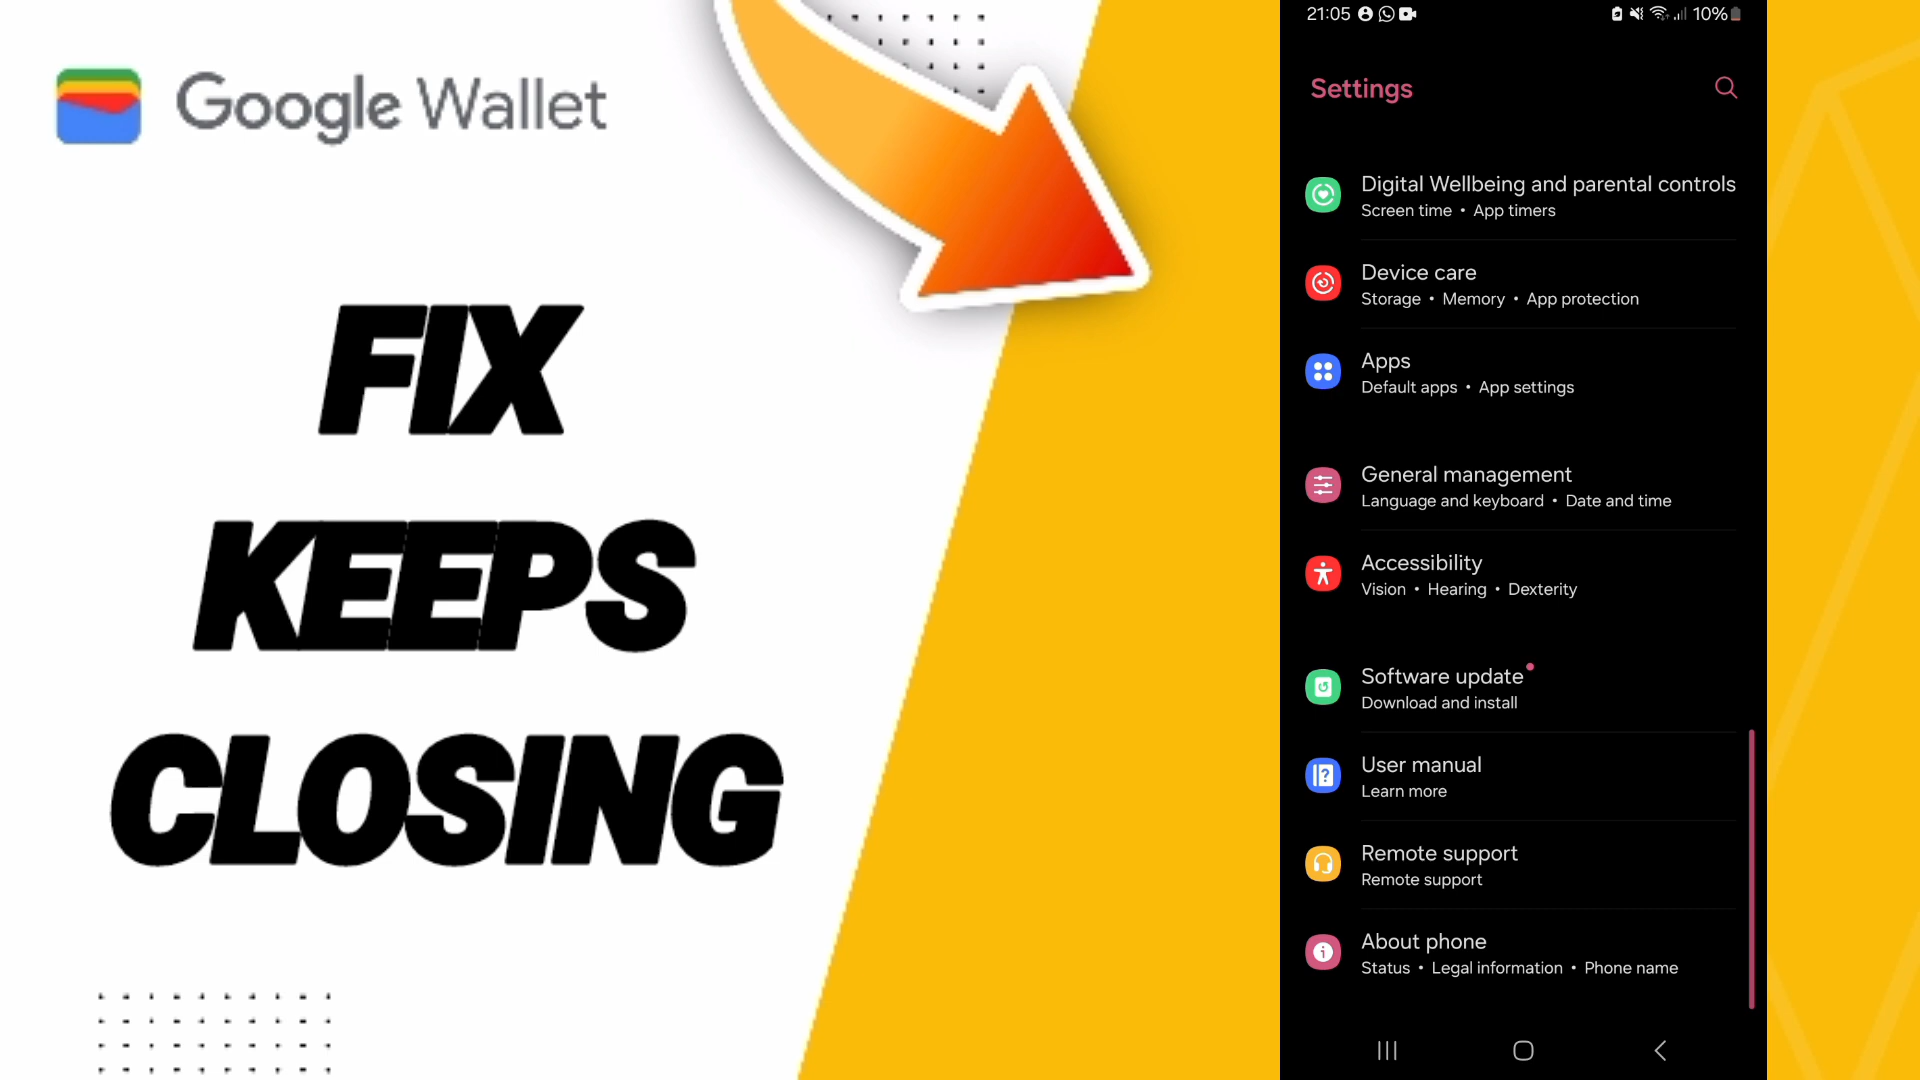 Google Wallet
FIX
KEEPS
CLOSING
21:05
10%
Settings
Digital Wellbeing and parental controls
Screen time • App timers
Device care
Storage • Memory • App protection
Apps
Default apps • App settings
General management
Language and keyboard • Date and time
Accessibility
Vision • Hearing • Dexterity
Software update
Download and install
User manual
Learn more
Remote support
Remote support
About phone
Status • Legal information • Phone name